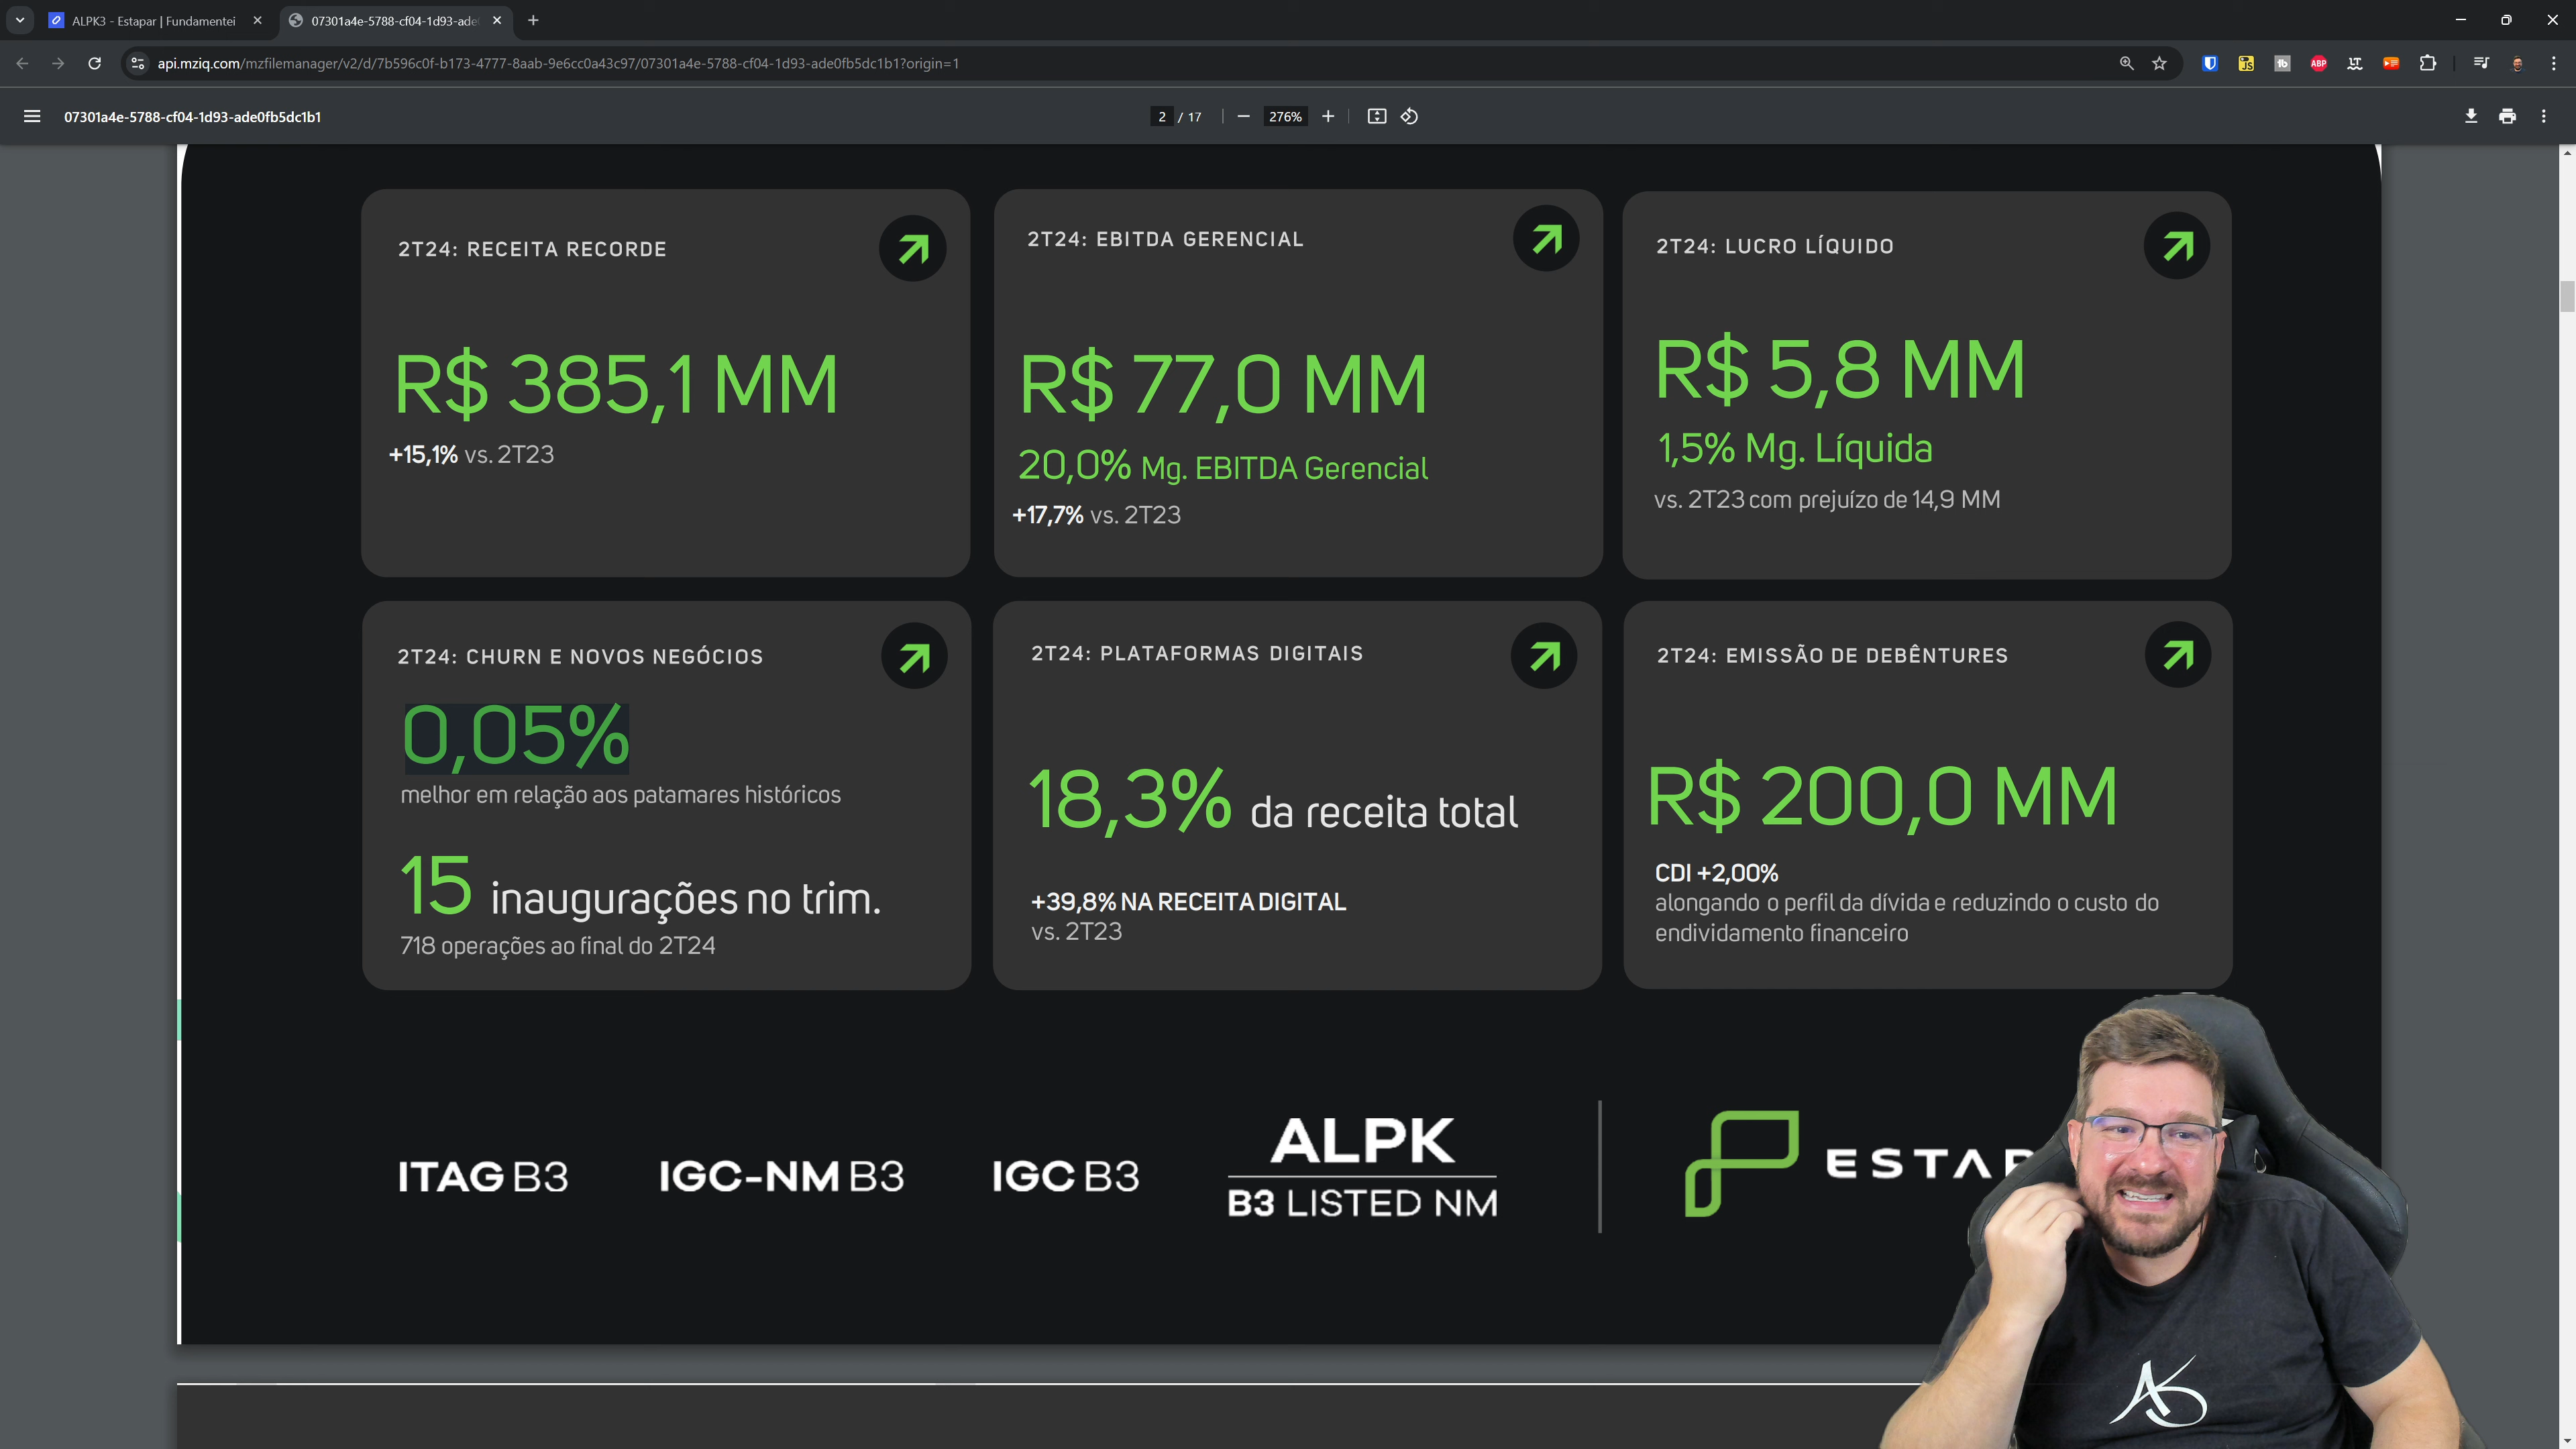 ALPK3 - Estapar | Fundamentei
07301a4e-5788-cf04-1d93-ade
api.mziq.com/mzfilemanager/v2/d/7b596c0f-b173-4777-8aab-9e6cc0a43c97/07301a4e-5788-cf04-1d93-ade0fb5dc1b1?origin=1
07301a4e-5788-cf04-1d93-ade0fb5dc1b1
2 / 17
276%
2T24: RECEITA RECORDE
R$ 385,1 MM
+15,1% vs. 2T23
2T24: EBITDA GERENCIAL
R$ 77,0 MM
20,0% Mg. EBITDA Gerencial
+17,7% vs. 2T23
2T24: LUCRO LÍQUIDO
R$ 5,8 MM
1,5% Mg. Líquida
vs. 2T23 com prejuízo de 14,9 MM
2T24: CHURN E NOVOS NEGÓCIOS
0,05%
melhor em relação aos patamares históricos
15 inaugurações no trim.
718 operações ao final do 2T24
2T24: PLATAFORMAS DIGITAIS
18,3% da receita total
+39,8% NA RECEITA DIGITAL
vs. 2T23
2T24: EMISSÃO DE DEBÊNTURES
R$ 200,0 MM
CDI +2,00%
alongando o perfil da dívida e reduzindo o custo do
endividamento financeiro
ITAG B3
IGC-NM B3
IGC B3
ALPK
B3 LISTED NM
ESTAP